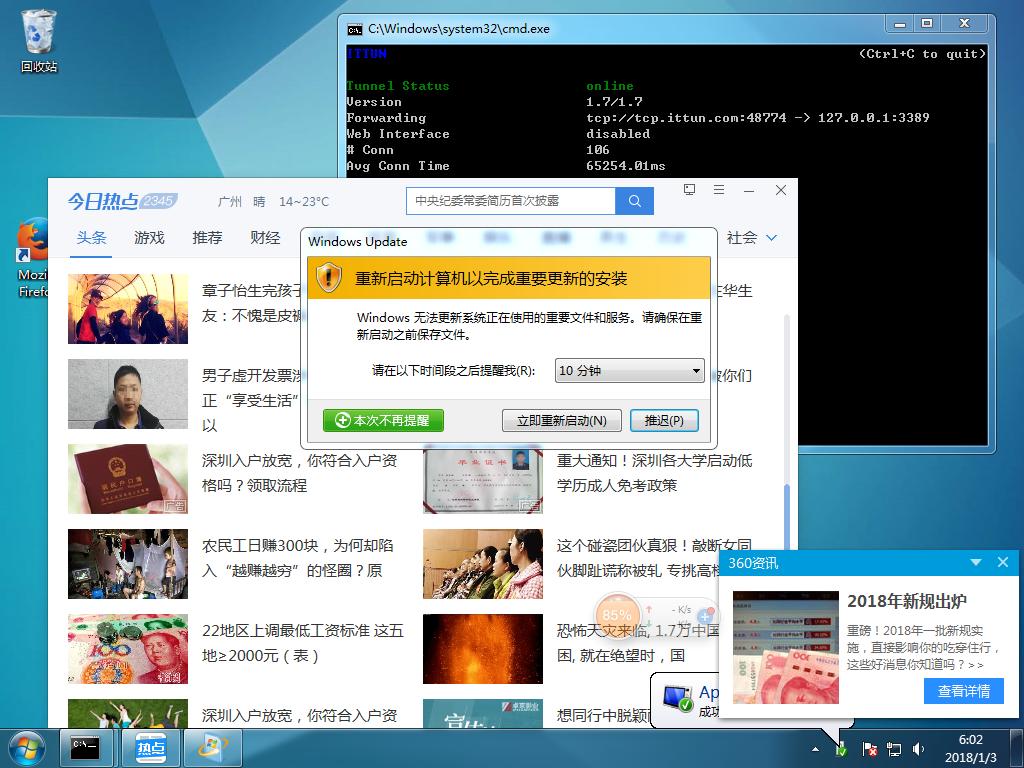 回收站
C:\Windows\system32\cmd.exe
ITTUN
(Ctrl+C to quit)
Tunnel Status online
Version 1.7/1.7
Forwarding tcp://tcp.ittun.com:48774 -> 127.0.0.1:3389
Web Interface disabled
# Conn 106
Avg Conn Time 65254.01ms
今日热点 2345
广州 晴 14~23°C
中央纪委常委简历首次披露
头条 游戏 推荐 财经
社会
Windows Update
重新启动计算机以完成重要更新的安装
Windows 无法更新系统正在使用的重要文件和服务。请确保在重
新启动之前保存文件。
请在以下时间段之后提醒我(R):
10 分钟
本次不再提醒
立即重新启动(N)
推迟(P)
Mozi
Firefo
章子怡生完孩子
友：不愧是皮裤
在华生
男子虚开发票涉
正“享受生活”
以
被你们
深圳入户放宽，你符合入户资
格吗？领取流程
居民户口簿
广告
毕业证书
广告
重大通知！深圳各大学启动低
学历成人免考政策
农民工日赚300块，为何却陷
入“越赚越穷”的怪圈？原
这个碰瓷团伙真狠！敲断女同
伙脚趾谎称被轧 专挑高档
22地区上调最低工资标准 这五
地≥2000元（表）
恐怖天灾来临, 1.7万中国
困, 就在绝望时，国
85%
- K/s
深圳入户放宽，你符合入户资
想同行中脱颖
360资讯
2018年新规出炉
重磅！2018年一批新规实
施，直接影响你的吃穿住行，
这些好消息你知道吗？>>
查看详情
Ap
成功
热点
6:02
2018/1/3